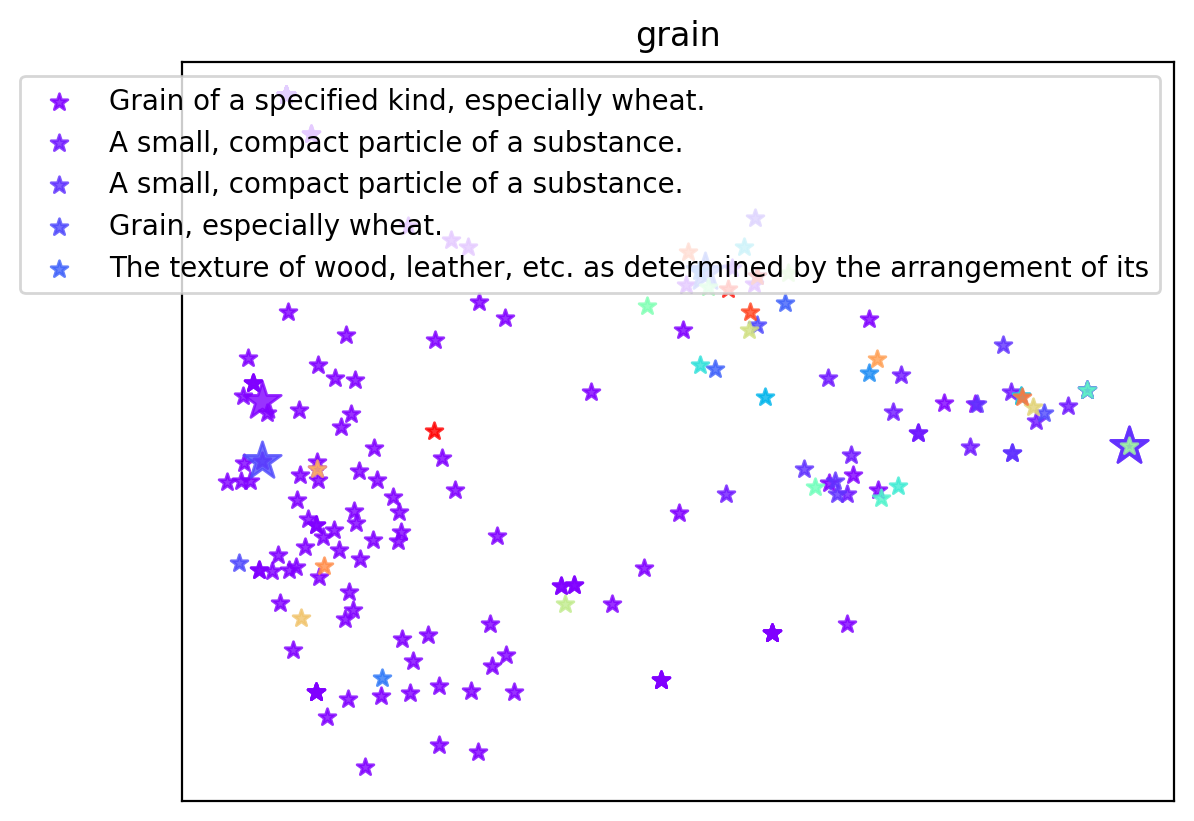 grain
Grain of a specified kind, especially wheat.
A small, compact particle of a substance.
A small, compact particle of a substance.
Grain, especially wheat.
The texture of wood, leather, etc. as determined by the arrangement of its